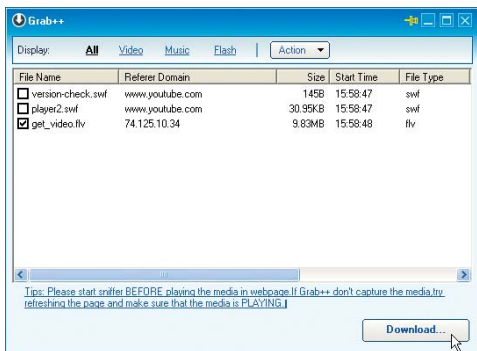 Grab++
Display: All Video Music Flash Action
File Name Referer Domain Size Start Time File Type
version-check.swf www.youtube.com 145B 15:58:47 swf
player2.swf www.youtube.com 30.95KB 15:58:47 swf
get_video.flv 74.125.10.34 9.83MB 15:58:48 flv
Tips: Please start sniffer BEFORE playing the media in webpage.If Grab++ don't capture the media,try
refreshing the page and make sure that the media is PLAYING.
Download...